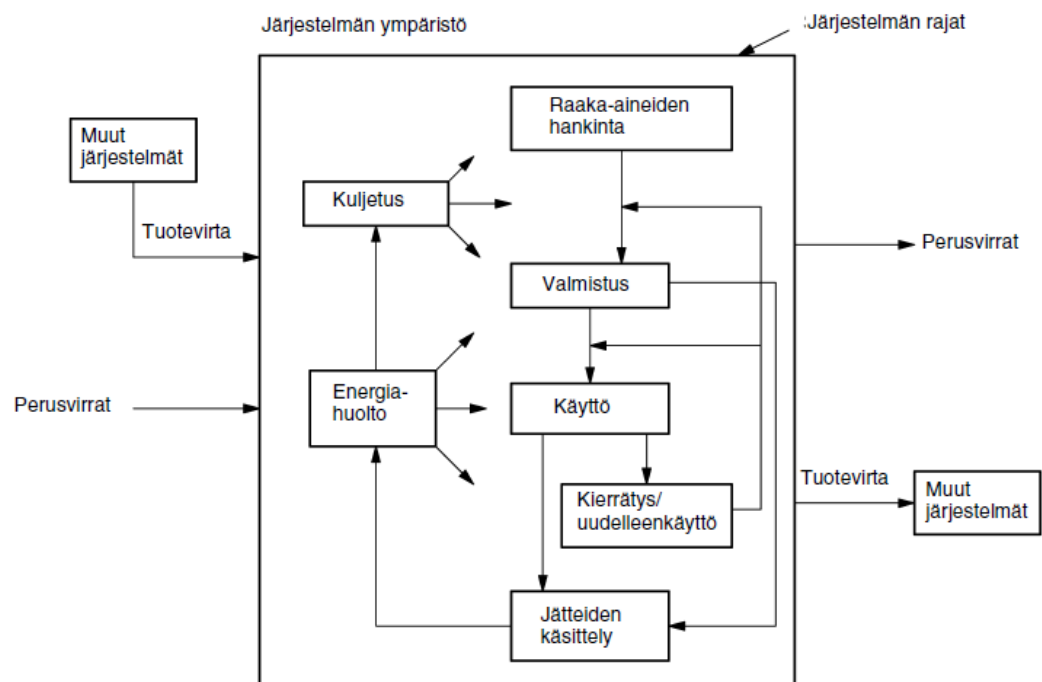 Järjestelmän ympäristö
:Järjestelmän rajat
Raaka-aineiden
hankinta
Muut
järjestelmät
Kuljetus
Tuotevirta
Perusvirrat
Valmistus
Energia-
huolto
Käyttö
Perusvirrat
Tuotevirta
Kierrätys/
uudelleenkäyttö
Muut
järjestelmät
Jätteiden
käsittely